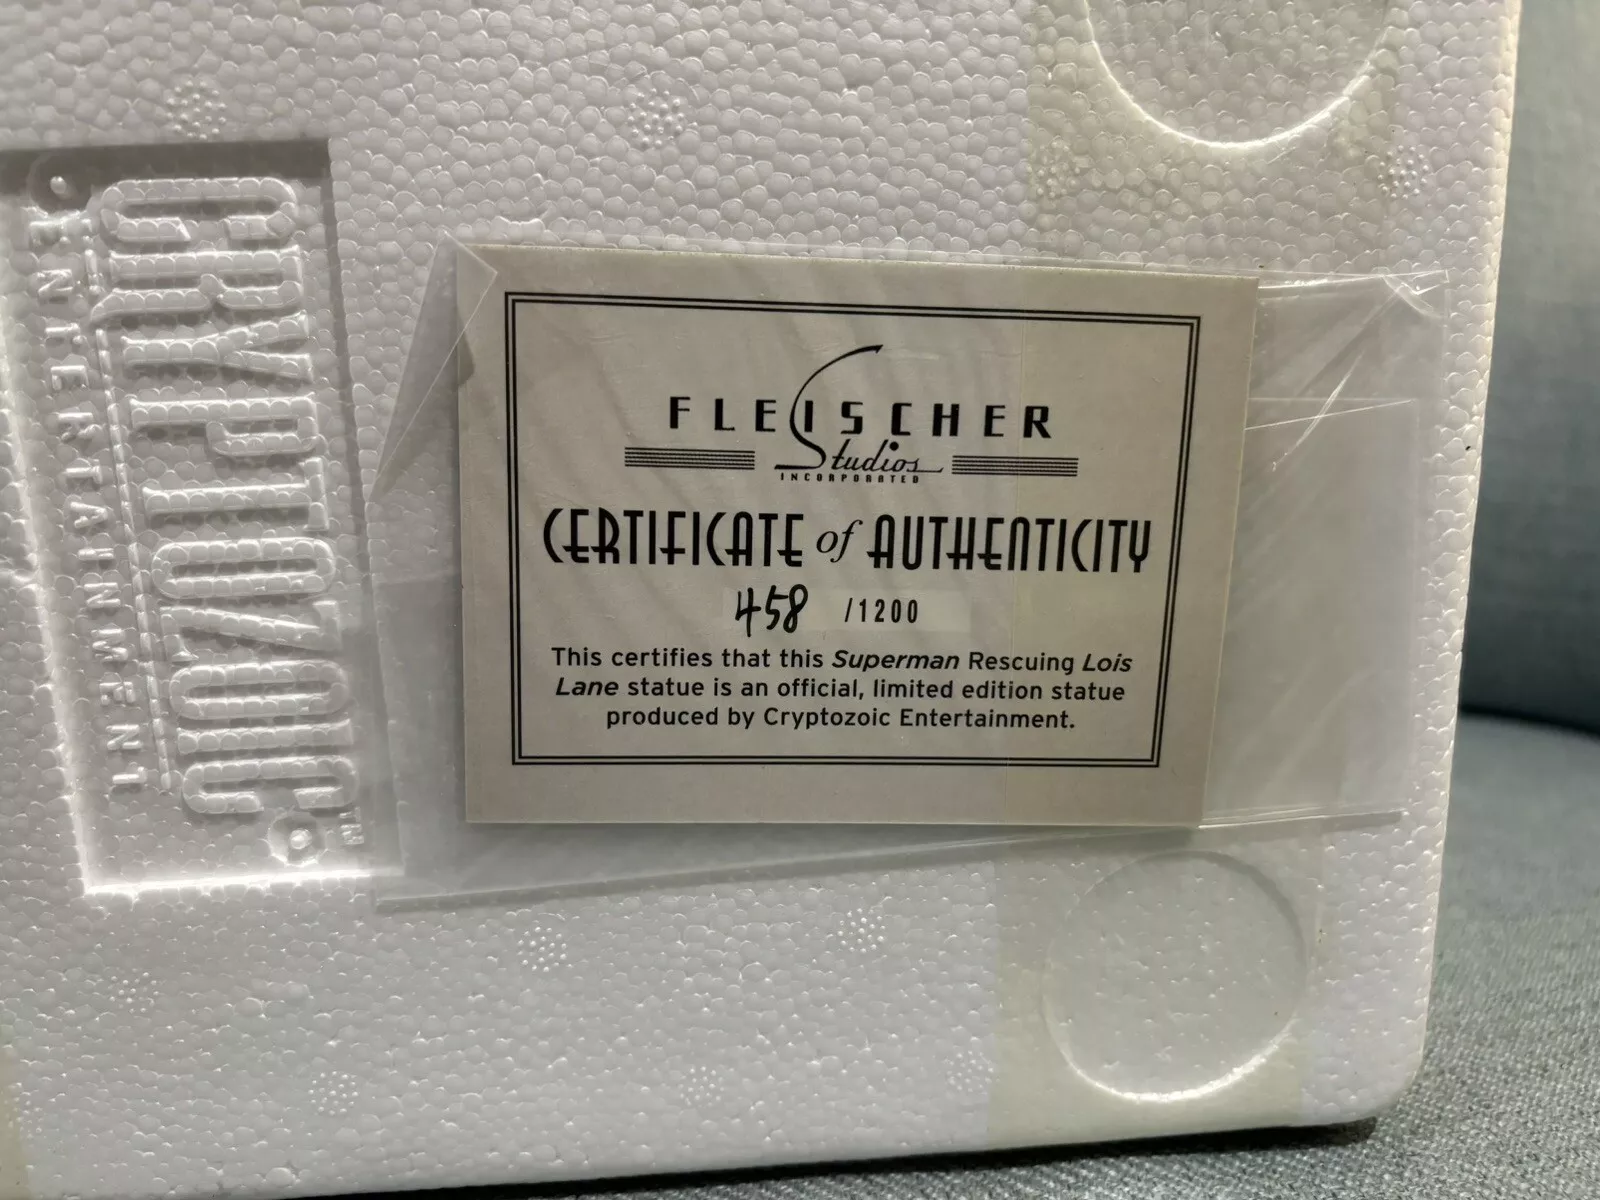 CRYPTOZOIC™
ENTERTAINMENT
FLEISCHER
Studios
INCORPORATED
CERTIFICATE of AUTHENTICITY
458 /1200
This certifies that this Superman Rescuing Lois
Lane statue is an official, limited edition statue
produced by Cryptozoic Entertainment.